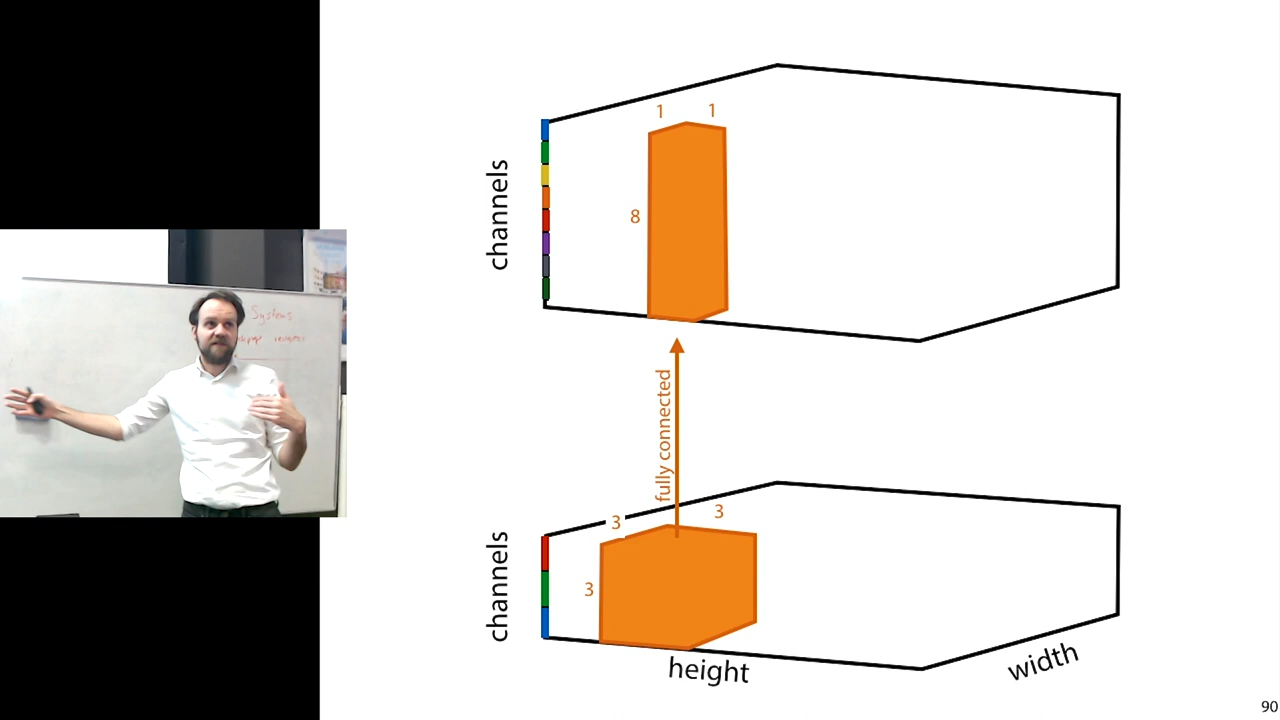 channels
1
1
8
fully connected
channels
3
3
3
height
width
90
Systems